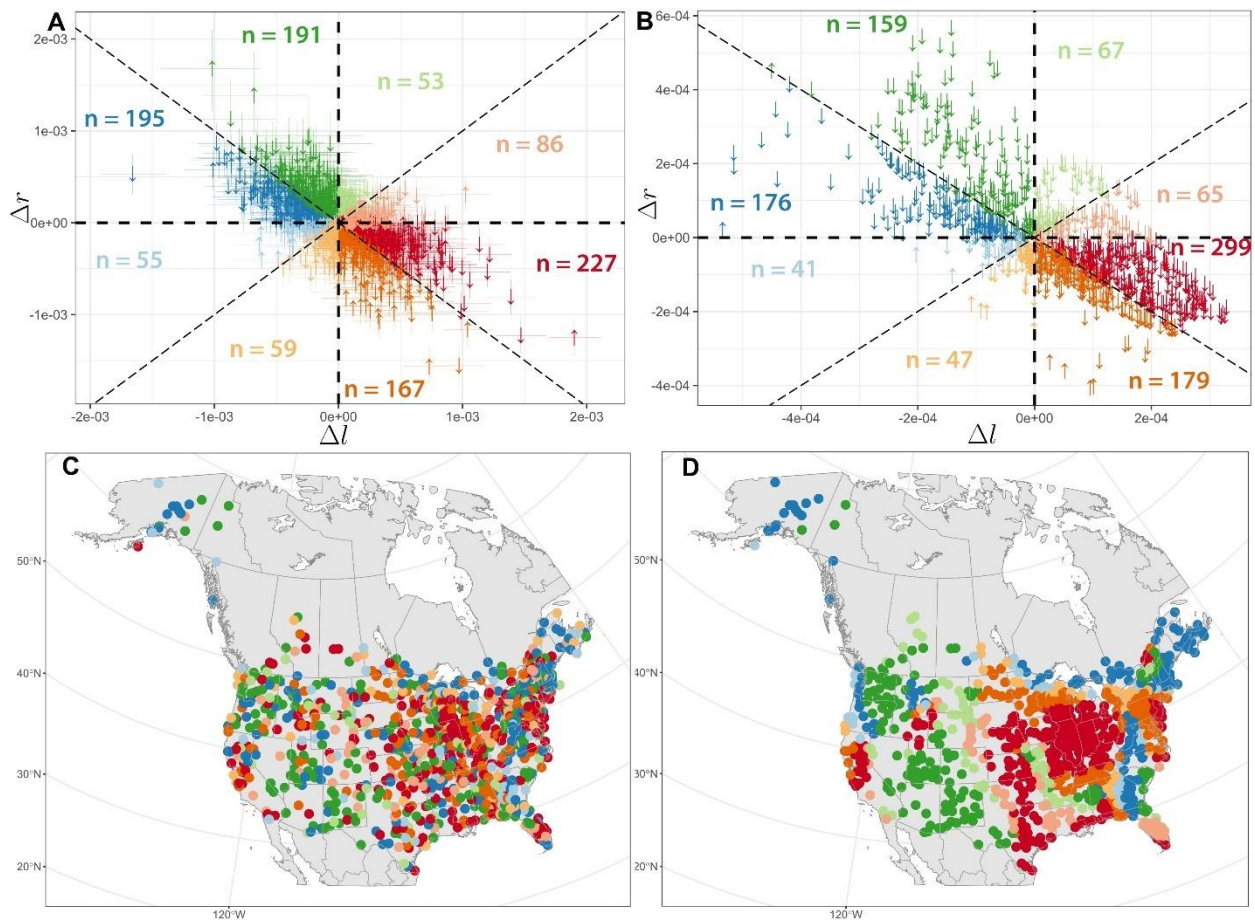 A
2e-03
1e-03
0e+00
-1e-03
Δr
n = 191
n = 53
n = 195
n = 86
n = 55
n = 227
n = 59
n = 167
-2e-03 -1e-03 0e+00 1e-03 2e-03
Δl
B
6e-04
4e-04
2e-04
0e+00
-2e-04
-4e-04
Δr
n = 159
n = 67
n = 176
n = 65
n = 41
n = 299
n = 47
n = 179
-4e-04 -2e-04 0e+00 2e-04
Δl
C
50°N
40°N
30°N
20°N
120°W
D
50°N
40°N
30°N
20°N
120°W